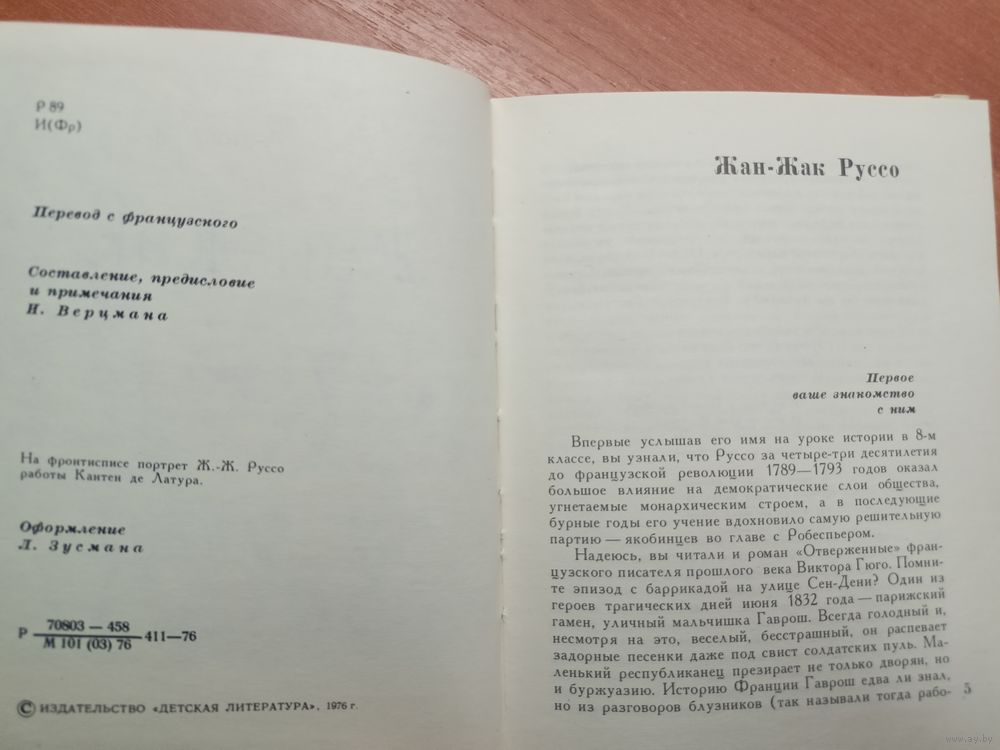 Р 89
И(Фр)
Перевод с французского
Составление, предисловие
и примечания
И. Верцмана
На фронтисписе портрет Ж.-Ж. Руссо
работы Кантен де Латура.
Оформление
Л. Зусмана
Р 70803 — 458
М 101 (03) 76 411—76
© ИЗДАТЕЛЬСТВО «ДЕТСКАЯ ЛИТЕРАТУРА», 1976 г.
Жан-Жак Руссо
Первое
ваше знакомство
с ним
Впервые услышав его имя на уроке истории в 8-м
классе, вы узнали, что Руссо за четыре-три десятилетия
до французской революции 1789—1793 годов оказал
большое влияние на демократические слои общества,
угнетаемые монархическим строем, а в последующие
бурные годы его учение вдохновило самую решительную
партию — якобинцев во главе с Робеспьером.
Надеюсь, вы читали и роман «Отверженные» фран-
цузского писателя прошлого века Виктора Гюго. Помни-
те эпизод с баррикадой на улице Сен-Дени? Один из
героев трагических дней июня 1832 года — парижский
гамен, уличный мальчишка Гаврош. Всегда голодный и,
несмотря на это, веселый, бесстрашный, он распевает
задорные песенки даже под свист солдатских пуль. Ма-
ленький республиканец презирает не только дворян, но
и буржуазию. Историю Франции Гаврош едва ли знал,
но из разговоров блузников (так называли тогда рабо-
5
www.ay.by